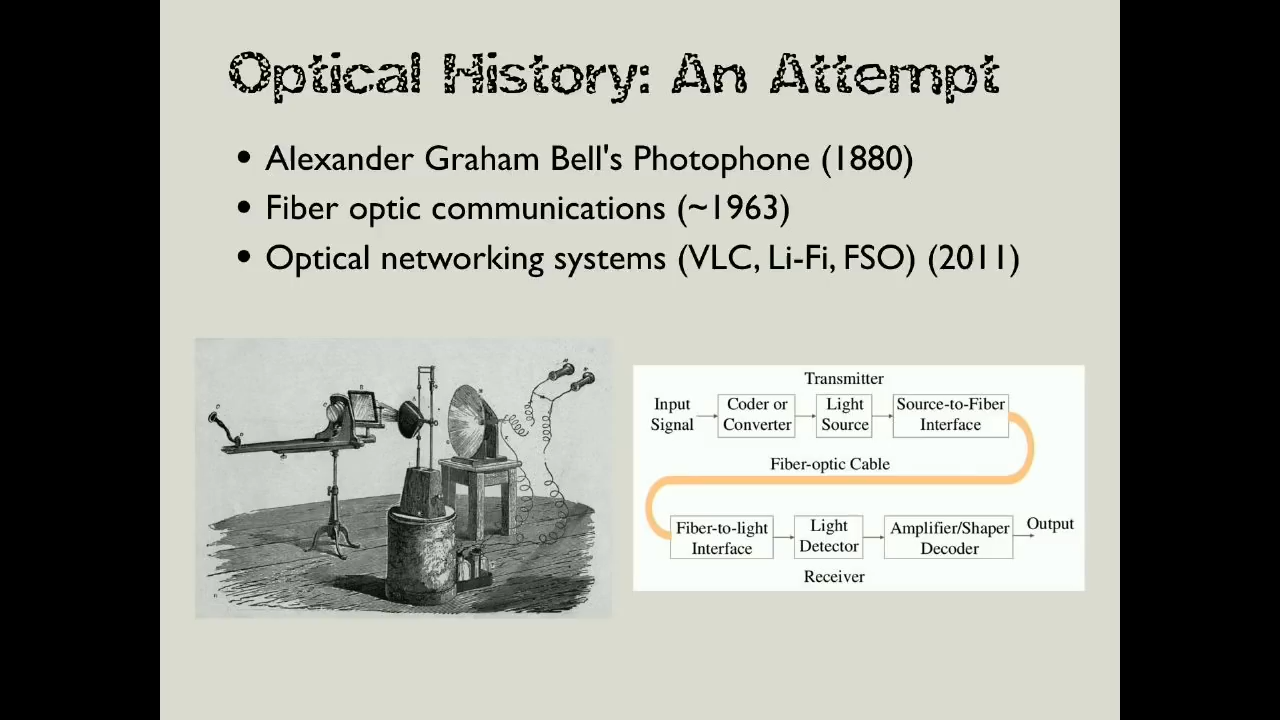 Optical History: An Attempt
• Alexander Graham Bell's Photophone (1880)
• Fiber optic communications (~1963)
• Optical networking systems (VLC, Li-Fi, FSO) (2011)
Transmitter
Input Signal
Coder or Converter
Light Source
Source-to-Fiber Interface
Fiber-optic Cable
Fiber-to-light Interface
Light Detector
Amplifier/Shaper Decoder
Output
Receiver